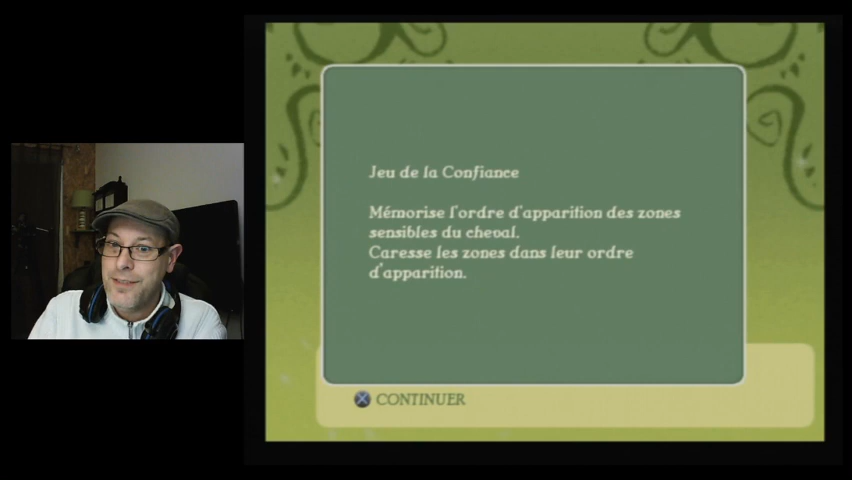 Jeu de la Confiance
Mémorise l'ordre d'apparition des zones
sensibles du cheval.
Caresse les zones dans leur ordre
d'apparition.
CONTINUER